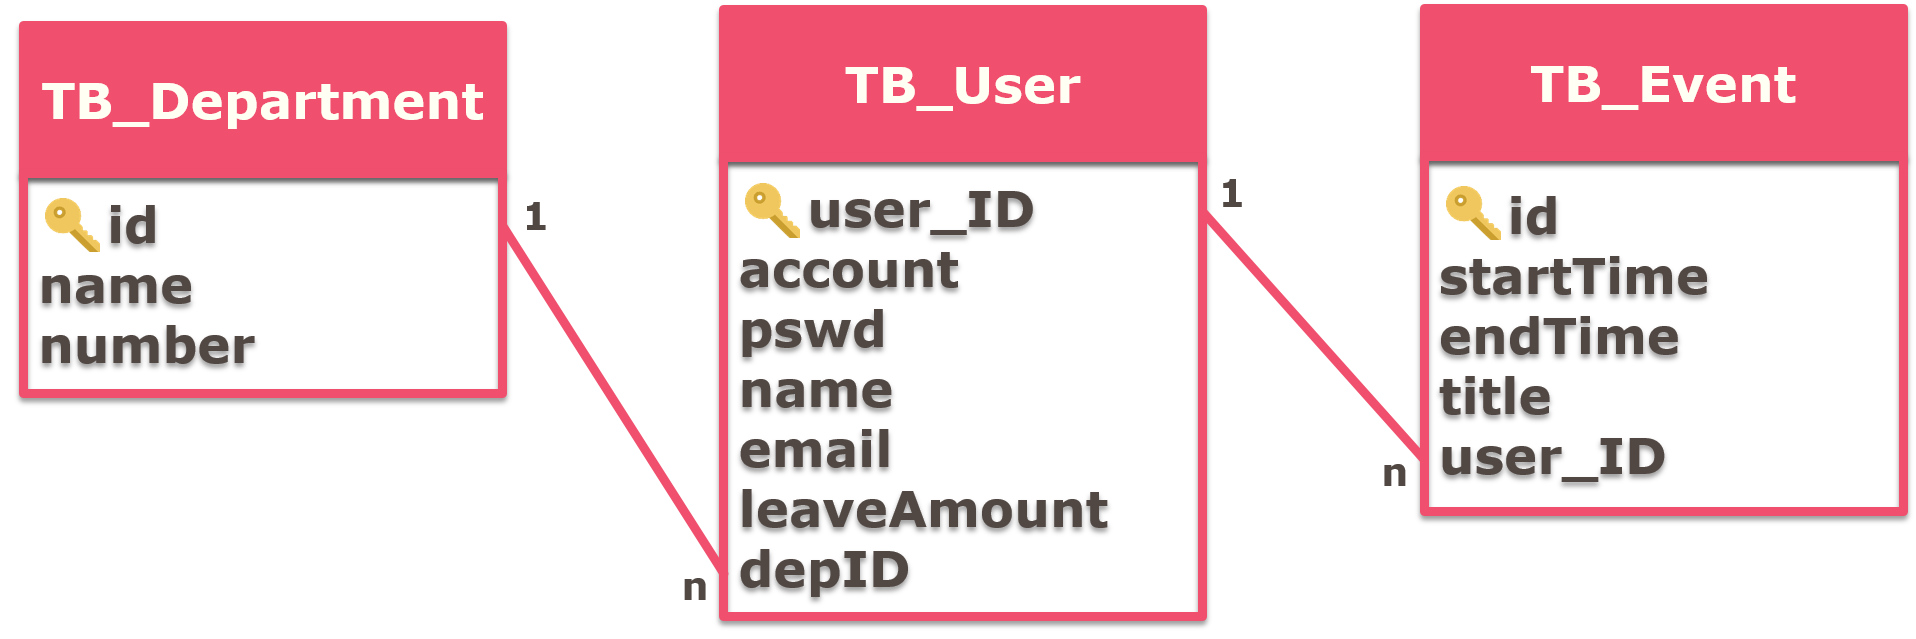 TB_Department
id
name
number
1
n
TB_User
user_ID
account
pswd
name
email
leaveAmount
depID
1
n
TB_Event
id
startTime
endTime
title
user_ID